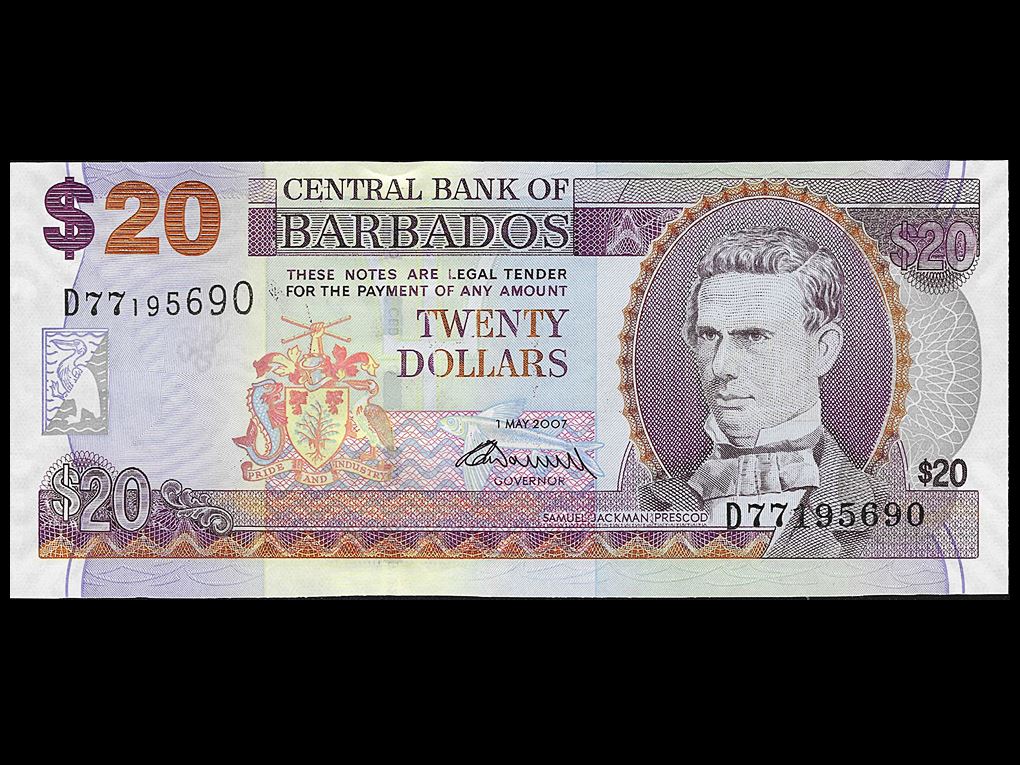 $20
CENTRAL BANK OF
BARBADOS
$20
THESE NOTES ARE LEGAL TENDER
FOR THE PAYMENT OF ANY AMOUNT
D77195690
TWENTY
DOLLARS
1 MAY 2007
GOVERNOR
PRIDE AND INDUSTRY
$20
$20
SAMUEL JACKMAN PRESCOD
D77195690